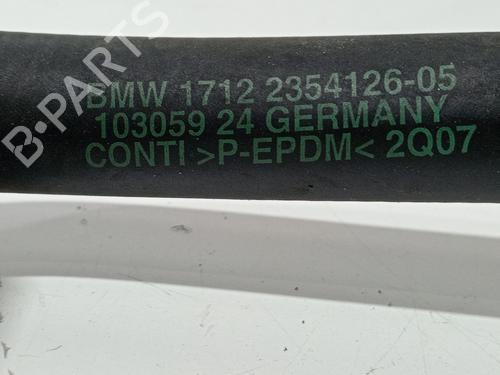 BMW 1712 2354126-05
103059 24 GERMANY
CONTI >P-EPDM< 2Q07
B-PARTS